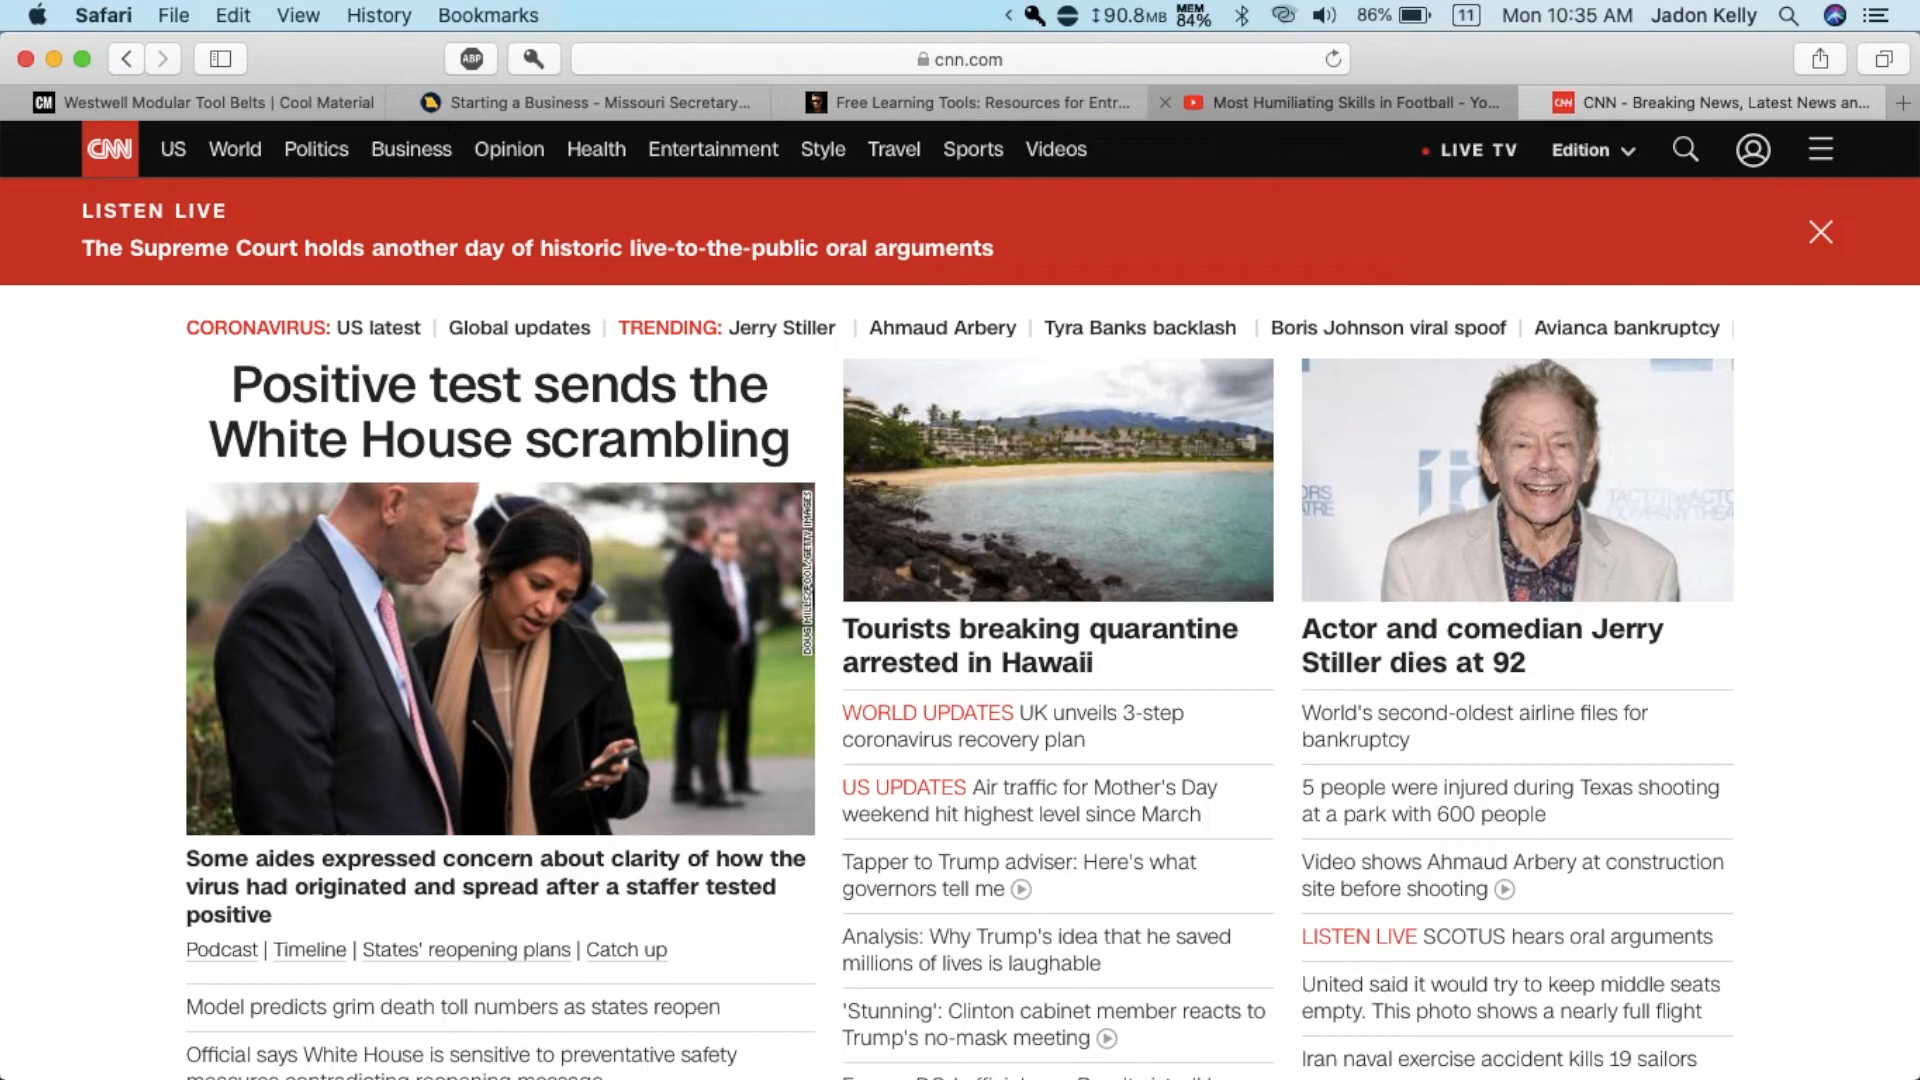 Safari File Edit View History Bookmarks
90.8MB MEM 84% 86% 11 Mon 10:35 AM Jadon Kelly
ABP cnn.com
CM Westwell Modular Tool Belts | Cool Material
Starting a Business - Missouri Secretary...
Free Learning Tools: Resources for Entr...
Most Humiliating Skills in Football - Yo...
CNN CNN - Breaking News, Latest News an...
CNN US World Politics Business Opinion Health Entertainment Style Travel Sports Videos
LIVE TV Edition
LISTEN LIVE
The Supreme Court holds another day of historic live-to-the-public oral arguments
CORONAVIRUS: US latest | Global updates | TRENDING: Jerry Stiller | Ahmaud Arbery | Tyra Banks backlash | Boris Johnson viral spoof | Avianca bankruptcy |
Positive test sends the
White House scrambling
DOUG MILLS/POOL/GETTY IMAGES
Some aides expressed concern about clarity of how the
virus had originated and spread after a staffer tested
positive
Podcast | Timeline | States' reopening plans | Catch up
Model predicts grim death toll numbers as states reopen
Official says White House is sensitive to preventative safety
measures contradicting reopening message
Tourists breaking quarantine
arrested in Hawaii
WORLD UPDATES UK unveils 3-step
coronavirus recovery plan
US UPDATES Air traffic for Mother's Day
weekend hit highest level since March
Tapper to Trump adviser: Here's what
governors tell me
Analysis: Why Trump's idea that he saved
millions of lives is laughable
'Stunning': Clinton cabinet member reacts to
Trump's no-mask meeting
Actor and comedian Jerry
Stiller dies at 92
World's second-oldest airline files for
bankruptcy
5 people were injured during Texas shooting
at a park with 600 people
Video shows Ahmaud Arbery at construction
site before shooting
LISTEN LIVE SCOTUS hears oral arguments
United said it would try to keep middle seats
empty. This photo shows a nearly full flight
Iran naval exercise accident kills 19 sailors